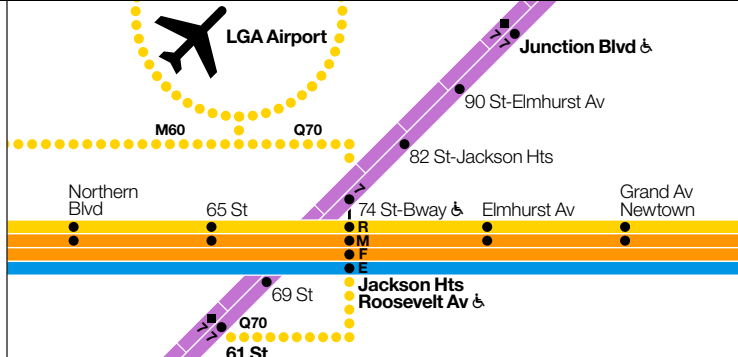 LGA Airport
7
7
Junction Blvd
90 St-Elmhurst Av
M60
Q70
82 St-Jackson Hts
7
Northern
Blvd
65 St
74 St-Bway
Elmhurst Av
Grand Av
Newtown
R
M
F
E
Jackson Hts
Roosevelt Av
69 St
7
7
Q70
61 St